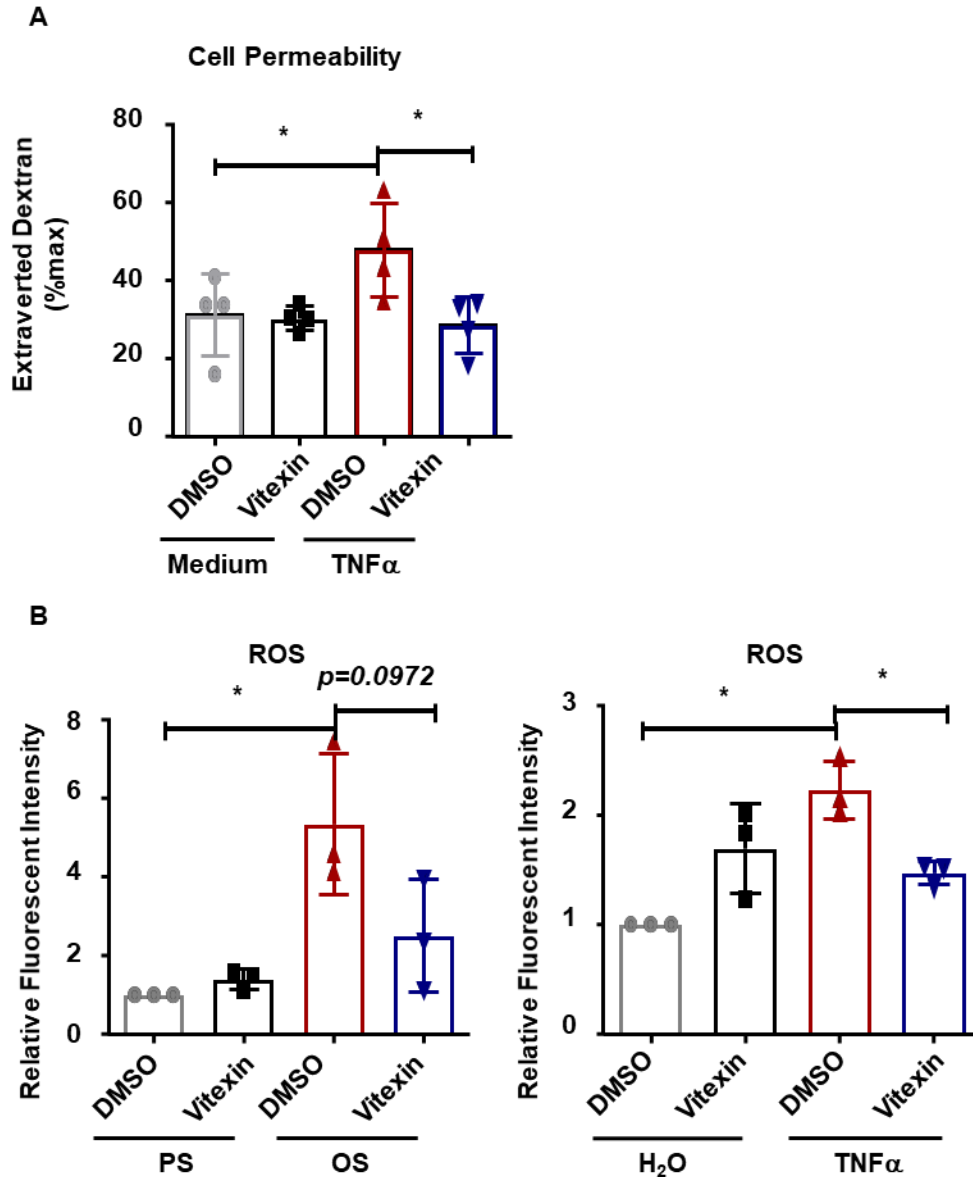 A
Cell Permeability
Extraverted Dextran
(%max)
80
60
40
20
0
*
*
DMSO
Vitexin
DMSO
Vitexin
Medium
TNFα
B
ROS
Relative Fluorescent Intensity
8
6
4
2
0
*
p=0.0972
DMSO
Vitexin
DMSO
Vitexin
PS
OS
ROS
Relative Fluorescent Intensity
3
2
1
0
*
*
DMSO
Vitexin
DMSO
Vitexin
H₂O
TNFα